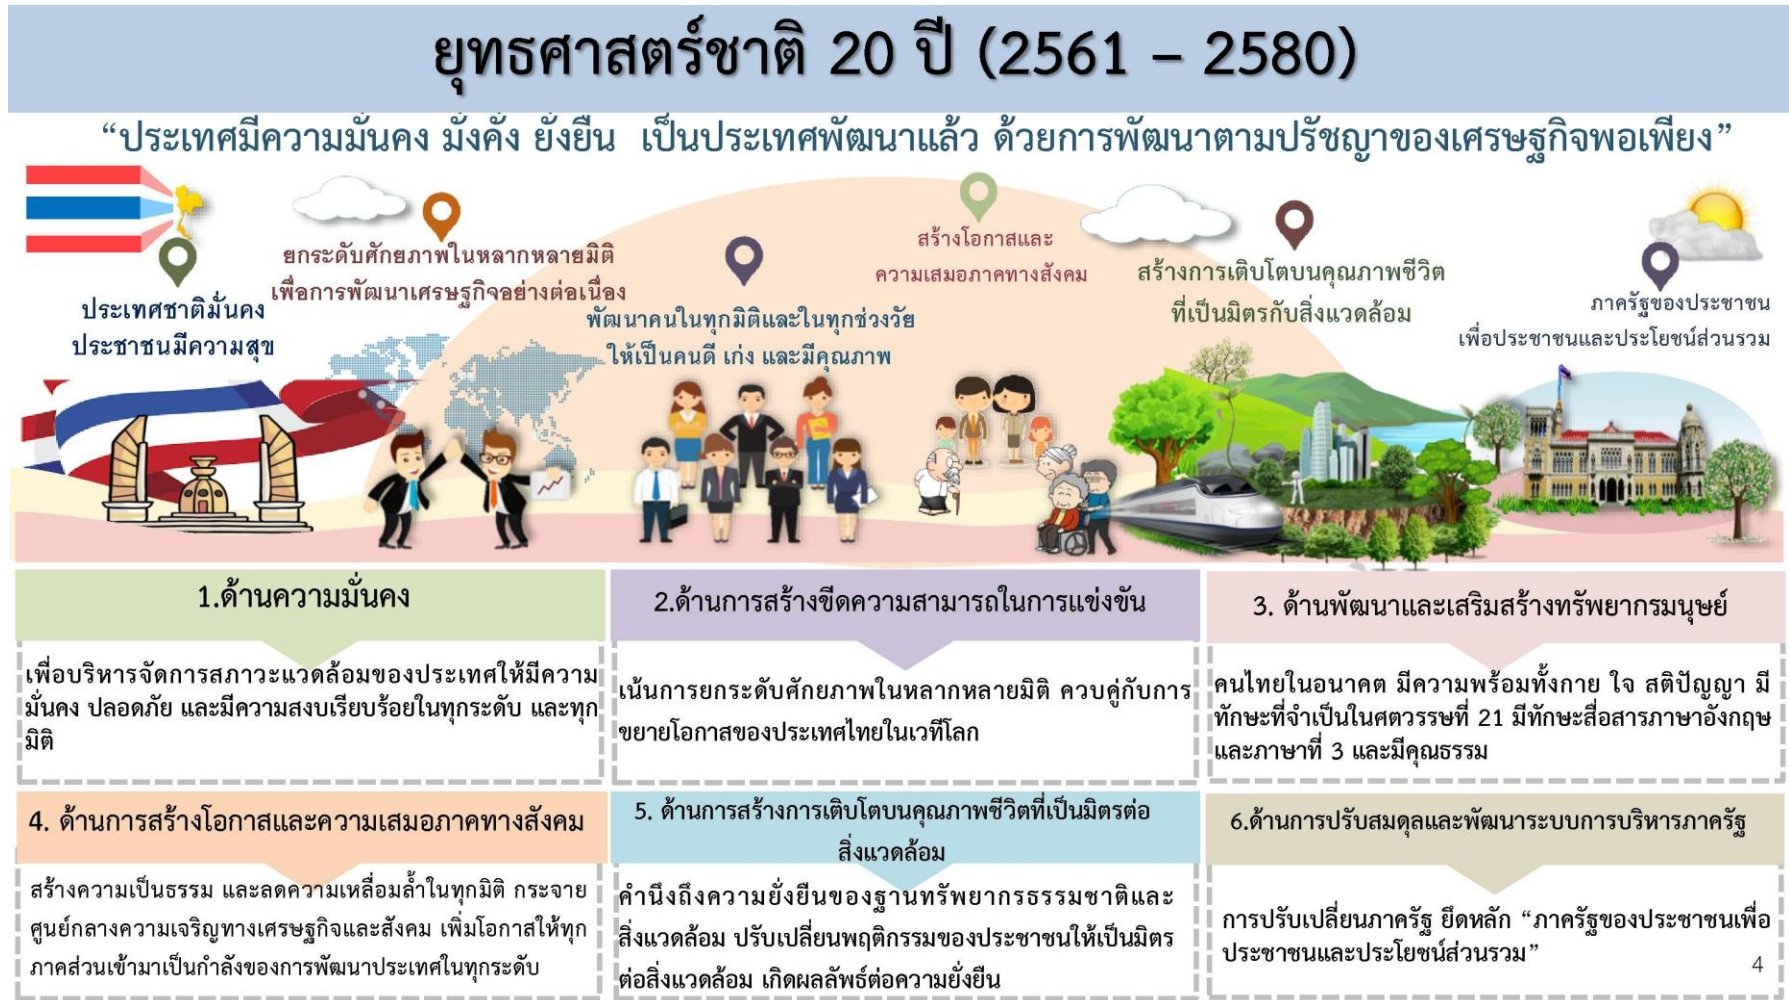 ยุทธศาสตร์ชาติ 20 ปี (2561 – 2580)
“ประเทศมีความมั่นคง มั่งคั่ง ยั่งยืน เป็นประเทศพัฒนาแล้ว ด้วยการพัฒนาตามปรัชญาของเศรษฐกิจพอเพียง”
ประเทศชาติมั่นคง
ประชาชนมีความสุข
ยกระดับศักยภาพในหลากหลายมิติ
เพื่อการพัฒนาเศรษฐกิจอย่างต่อเนื่อง
พัฒนาคนในทุกมิติและในทุกช่วงวัย
ให้เป็นคนดี เก่ง และมีคุณภาพ
สร้างโอกาสและ
ความเสมอภาคทางสังคม
สร้างการเติบโตบนคุณภาพชีวิต
ที่เป็นมิตรกับสิ่งแวดล้อม
ภาครัฐของประชาชน
เพื่อประชาชนและประโยชน์ส่วนรวม
1.ด้านความมั่นคง
เพื่อบริหารจัดการสภาวะแวดล้อมของประเทศให้มีความ
มั่นคง ปลอดภัย และมีความสงบเรียบร้อยในทุกระดับ และทุก
มิติ
2.ด้านการสร้างขีดความสามารถในการแข่งขัน
เน้นการยกระดับศักยภาพในหลากหลายมิติ ควบคู่กับการ
ขยายโอกาสของประเทศไทยในเวทีโลก
3. ด้านพัฒนาและเสริมสร้างทรัพยากรมนุษย์
คนไทยในอนาคต มีความพร้อมทั้งกาย ใจ สติปัญญา มี
ทักษะที่จำเป็นในศตวรรษที่ 21 มีทักษะสื่อสารภาษาอังกฤษ
และภาษาที่ 3 และมีคุณธรรม
4. ด้านการสร้างโอกาสและความเสมอภาคทางสังคม
สร้างความเป็นธรรม และลดความเหลื่อมล้ำในทุกมิติ กระจาย
ศูนย์กลางความเจริญทางเศรษฐกิจและสังคม เพิ่มโอกาสให้ทุก
ภาคส่วนเข้ามาเป็นกำลังของการพัฒนาประเทศในทุกระดับ
5. ด้านการสร้างการเติบโตบนคุณภาพชีวิตที่เป็นมิตรต่อ
สิ่งแวดล้อม
คำนึงถึงความยั่งยืนของฐานทรัพยากรธรรมชาติและ
สิ่งแวดล้อม ปรับเปลี่ยนพฤติกรรมของประชาชนให้เป็นมิตร
ต่อสิ่งแวดล้อม เกิดผลลัพธ์ต่อความยั่งยืน
6.ด้านการปรับสมดุลและพัฒนาระบบการบริหารภาครัฐ
การปรับเปลี่ยนภาครัฐ ยึดหลัก “ภาครัฐของประชาชนเพื่อ
ประชาชนและประโยชน์ส่วนรวม”
4